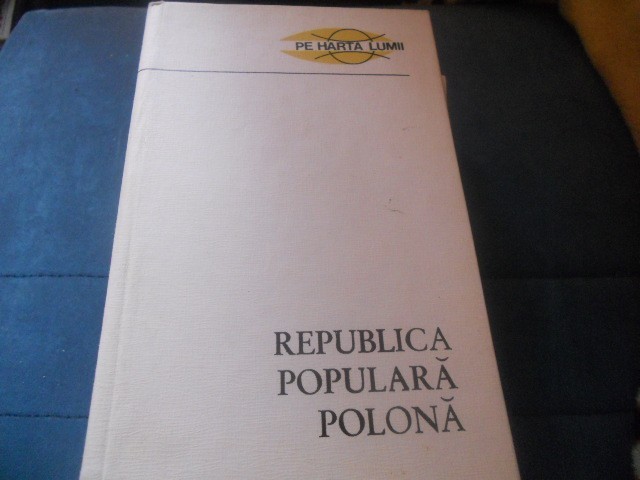 PE HARTA LUMII
REPUBLICA
POPULARĂ
POLONĂ